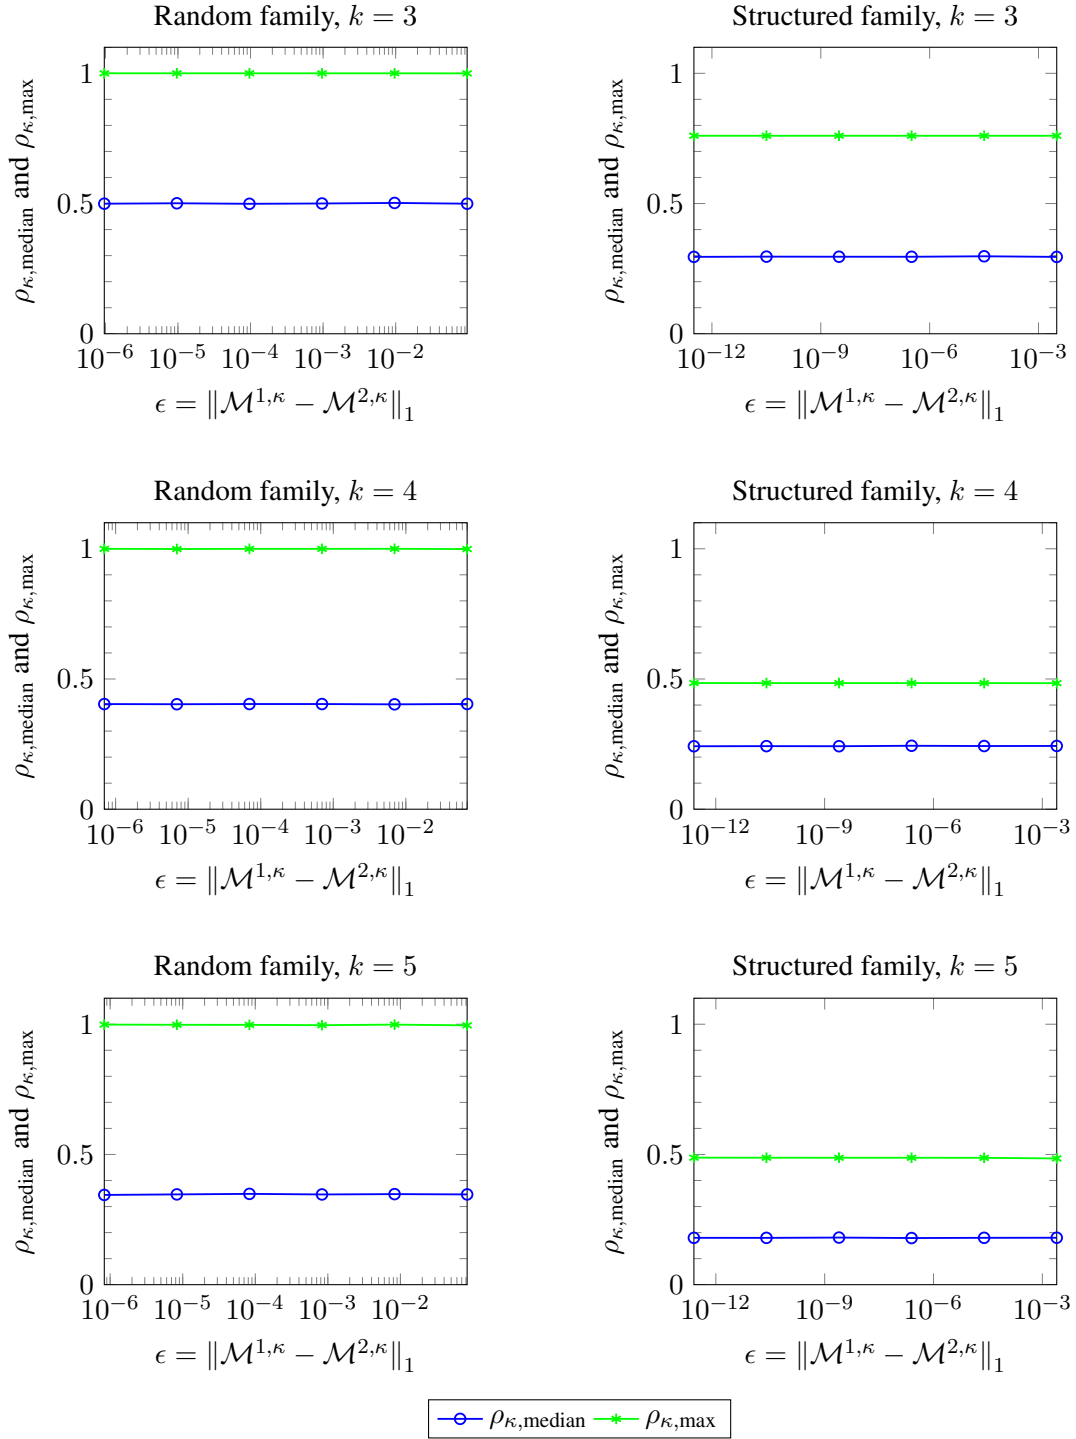 Random family, k = 3
Structured family, k = 3
ρκ,median and ρκ,max
1
0.5
0
10⁻⁶ 10⁻⁵ 10⁻⁴ 10⁻³ 10⁻²
ϵ = ‖ℳ¹,κ − ℳ²,κ‖₁
ρκ,median and ρκ,max
1
0.5
0
10⁻¹² 10⁻⁹ 10⁻⁶ 10⁻³
ϵ = ‖ℳ¹,κ − ℳ²,κ‖₁
Random family, k = 4
Structured family, k = 4
ρκ,median and ρκ,max
1
0.5
0
10⁻⁶ 10⁻⁵ 10⁻⁴ 10⁻³ 10⁻²
ϵ = ‖ℳ¹,κ − ℳ²,κ‖₁
ρκ,median and ρκ,max
1
0.5
0
10⁻¹² 10⁻⁹ 10⁻⁶ 10⁻³
ϵ = ‖ℳ¹,κ − ℳ²,κ‖₁
Random family, k = 5
Structured family, k = 5
ρκ,median and ρκ,max
1
0.5
0
10⁻⁶ 10⁻⁵ 10⁻⁴ 10⁻³ 10⁻²
ϵ = ‖ℳ¹,κ − ℳ²,κ‖₁
ρκ,median and ρκ,max
1
0.5
0
10⁻¹² 10⁻⁹ 10⁻⁶ 10⁻³
ϵ = ‖ℳ¹,κ − ℳ²,κ‖₁
ρκ,median ρκ,max